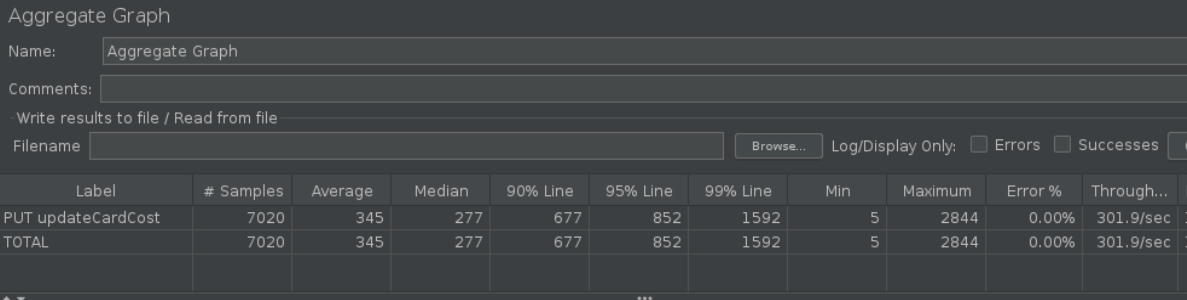 Aggregate Graph
Name: Aggregate Graph
Comments:
Write results to file / Read from file
Filename Browse... Log/Display Only: Errors Successes
Label # Samples Average Median 90% Line 95% Line 99% Line Min Maximum Error % Through...
PUT updateCardCost 7020 345 277 677 852 1592 5 2844 0.00% 301.9/sec
TOTAL 7020 345 277 677 852 1592 5 2844 0.00% 301.9/sec